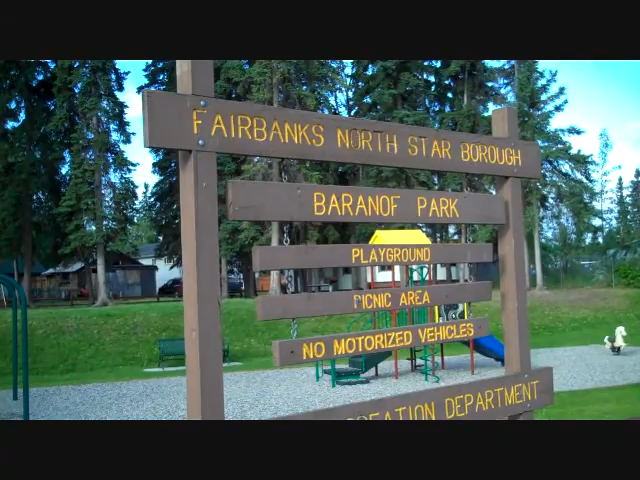 FAIRBANKS NORTH STAR BOROUGH
BARANOF PARK
PLAYGROUND
PICNIC AREA
NO MOTORIZED VEHICLES
DEPARTMENT